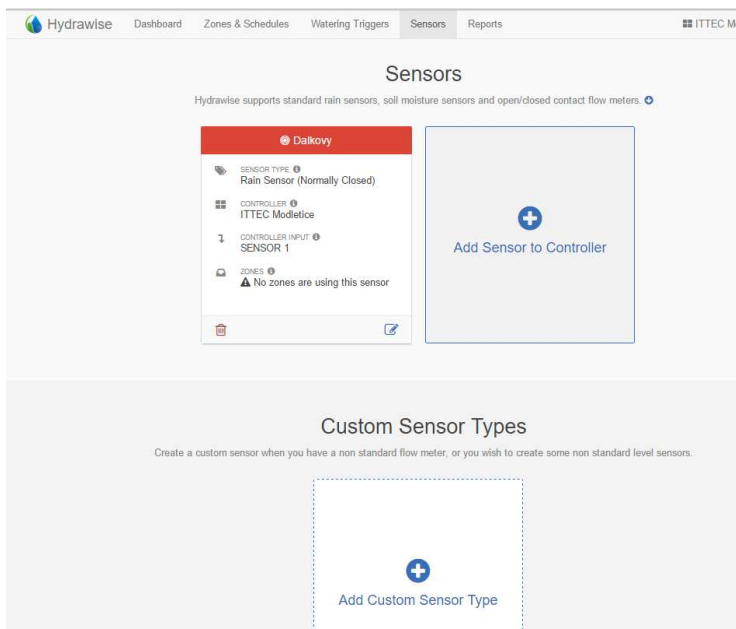 Hydrawise Dashboard Zones & Schedules Watering Triggers Sensors Reports ITTEC M
Sensors
Hydrawise supports standard rain sensors, soil moisture sensors and open/closed contact flow meters.
Dalkovy
SENSOR TYPE
Rain Sensor (Normally Closed)
CONTROLLER
ITTEC Modletice
CONTROLLER INPUT
SENSOR 1
ZONES
No zones are using this sensor
Add Sensor to Controller
Custom Sensor Types
Create a custom sensor when you have a non standard flow meter, or you wish to create some non standard level sensors.
Add Custom Sensor Type